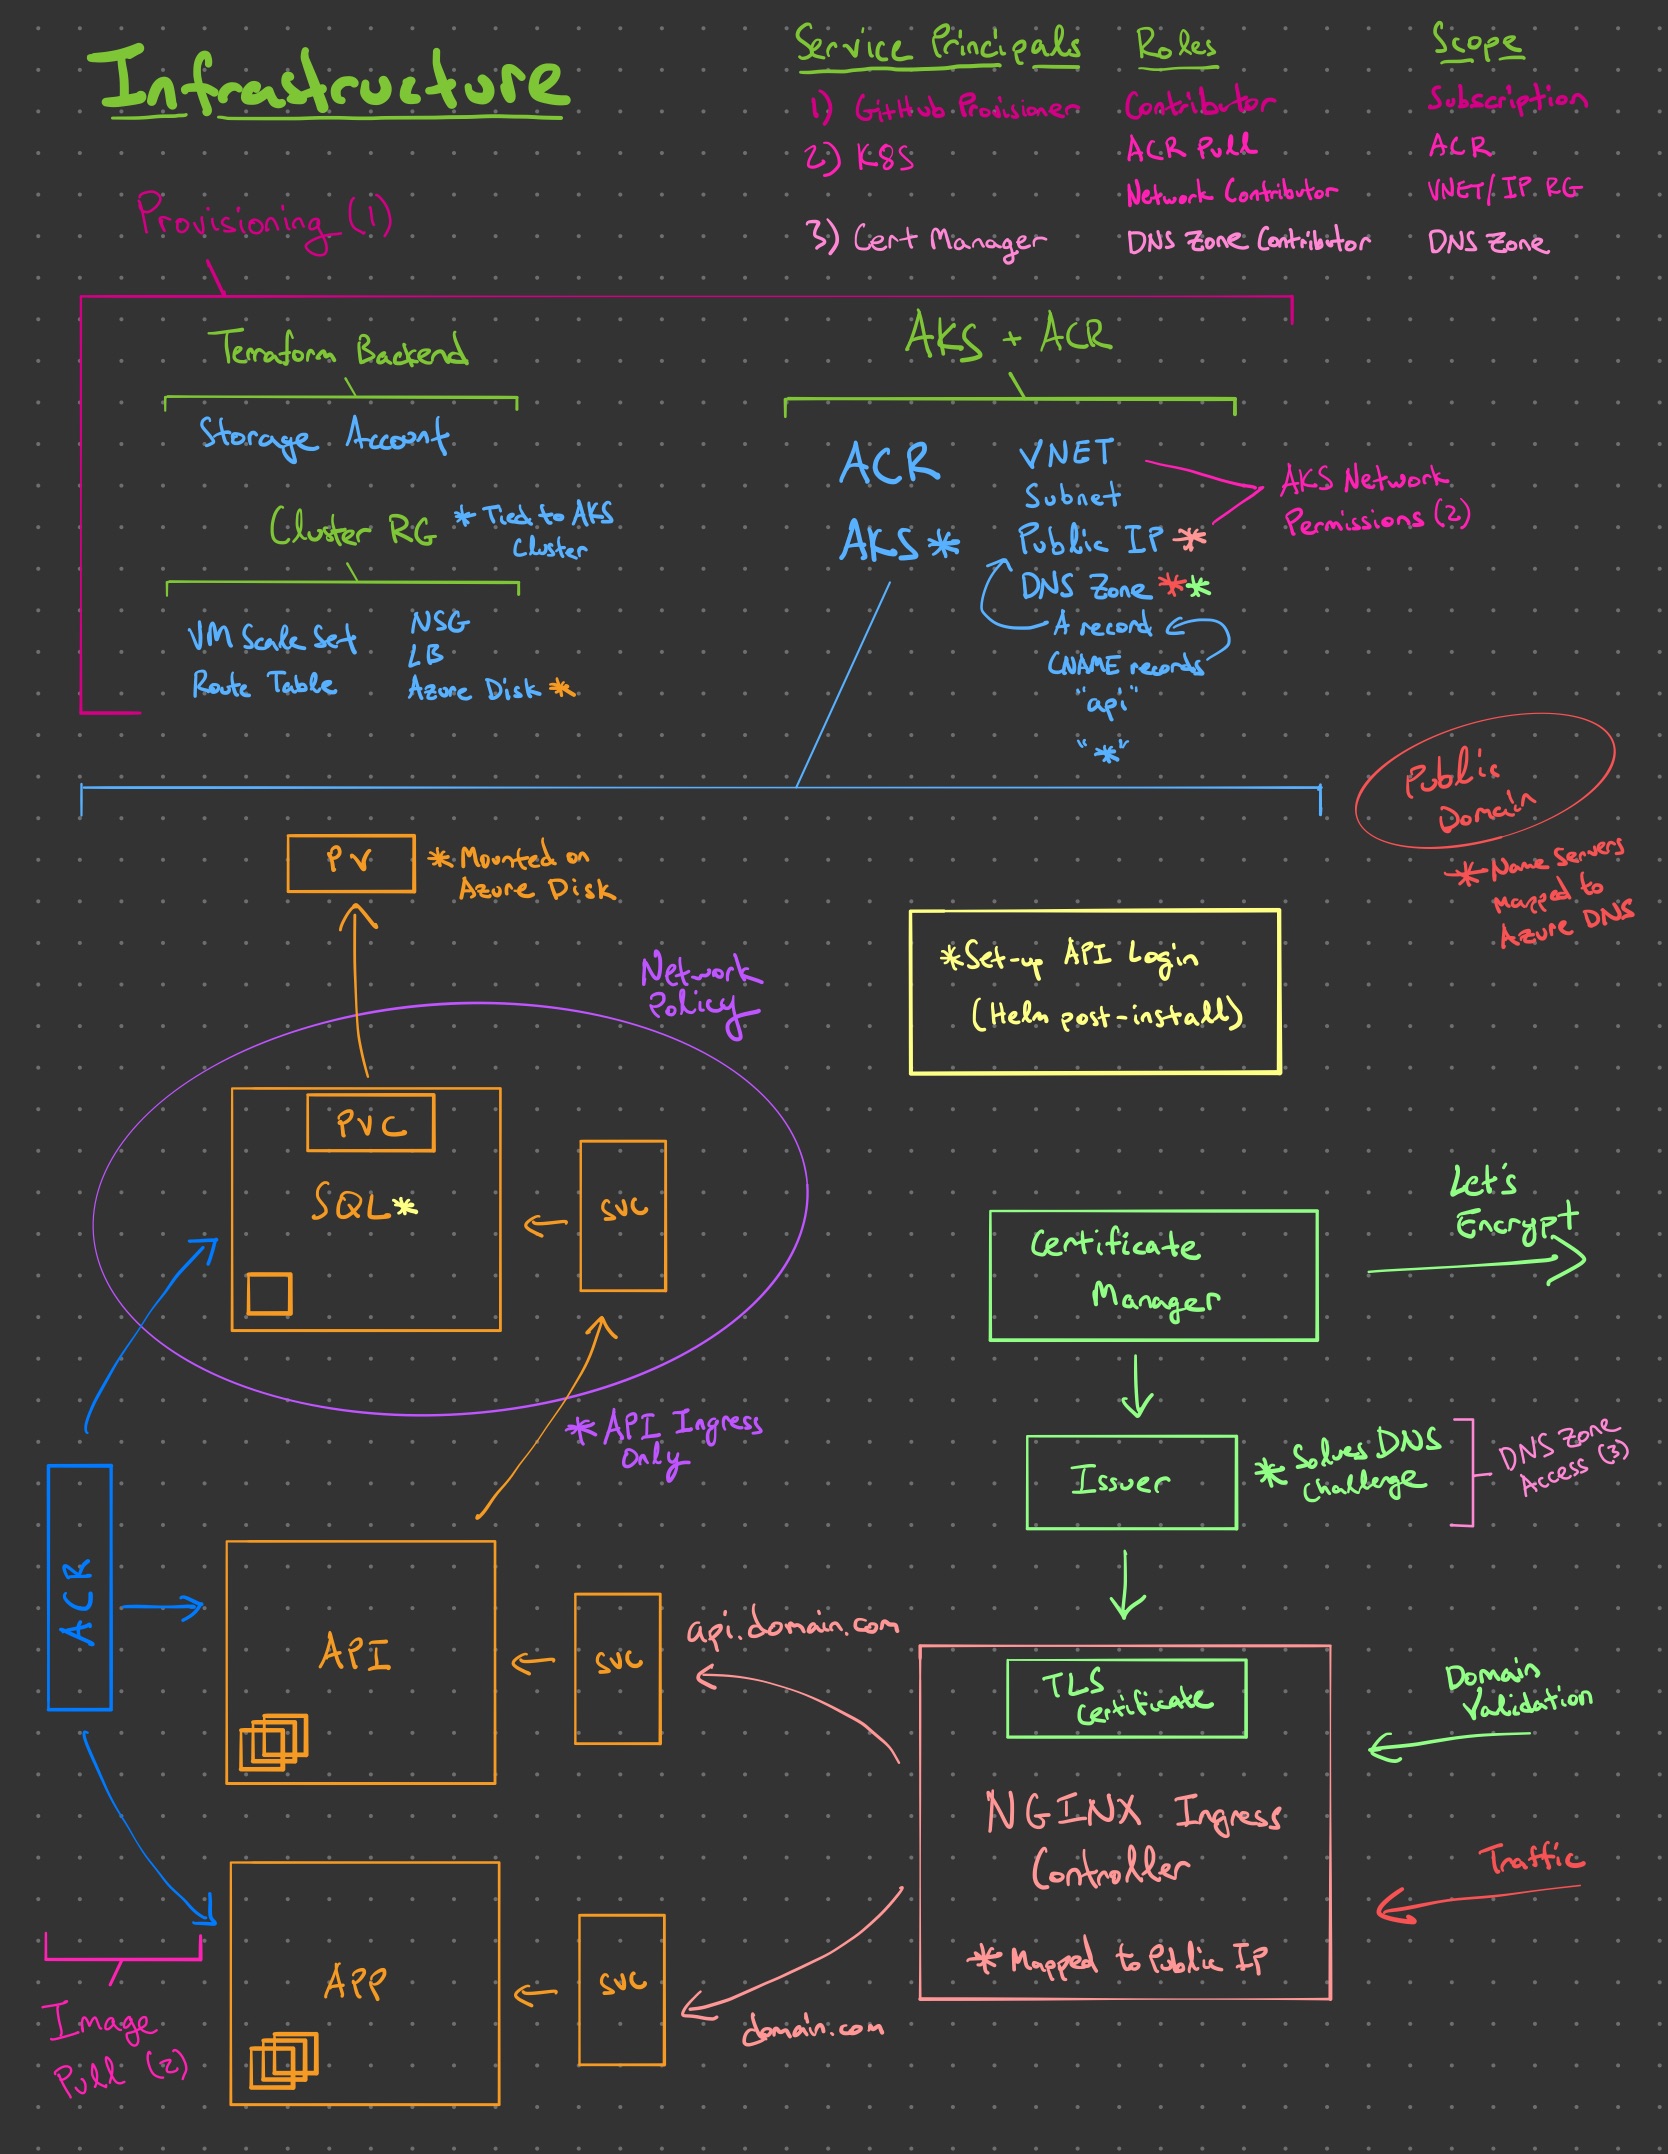 Infrastructure
Service Principals Roles Scope
1) GitHub Provisioner Contributor Subscription
2) K8S ACR Pull ACR
Network Contributor VNET/IP RG
3) Cert Manager DNS Zone Contributor DNS Zone
Provisioning (1)
Terraform Backend
Storage Account
Cluster RG * Tied to AKS
Cluster
VM Scale Set
Route Table
NSG
LB
Azure Disk *
AKS + ACR
ACR
AKS *
VNET
Subnet
Public IP *
DNS Zone **
A record
CNAME records
"api"
"*"
AKS Network
Permissions (2)
Public
Domain
* Name Servers
Mapped to
Azure DNS
PV
* Mounted on
Azure Disk
*Set-up API Login
(Helm post-install)
Network
Policy
PVC
SQL*
svc
* API Ingress
Only
Certificate
Manager
Let's
Encrypt
Issuer
* Solves DNS
Challenge
DNS Zone
Access (3)
ACR
API
svc
api.domain.com
TLS
Certificate
NGINX Ingress
Controller
* Mapped to Public IP
Domain
Validation
Traffic
APP
svc
domain.com
Image
Pull (2)